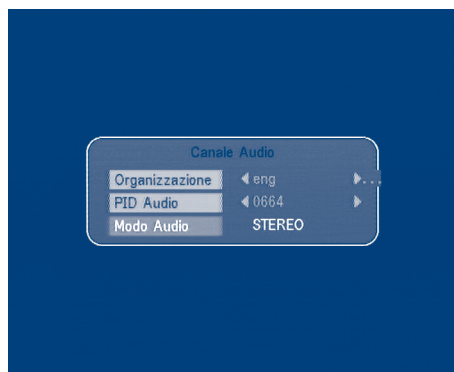 Canale Audio
Organizzazione eng ...
PID Audio 0664
Modo Audio STEREO